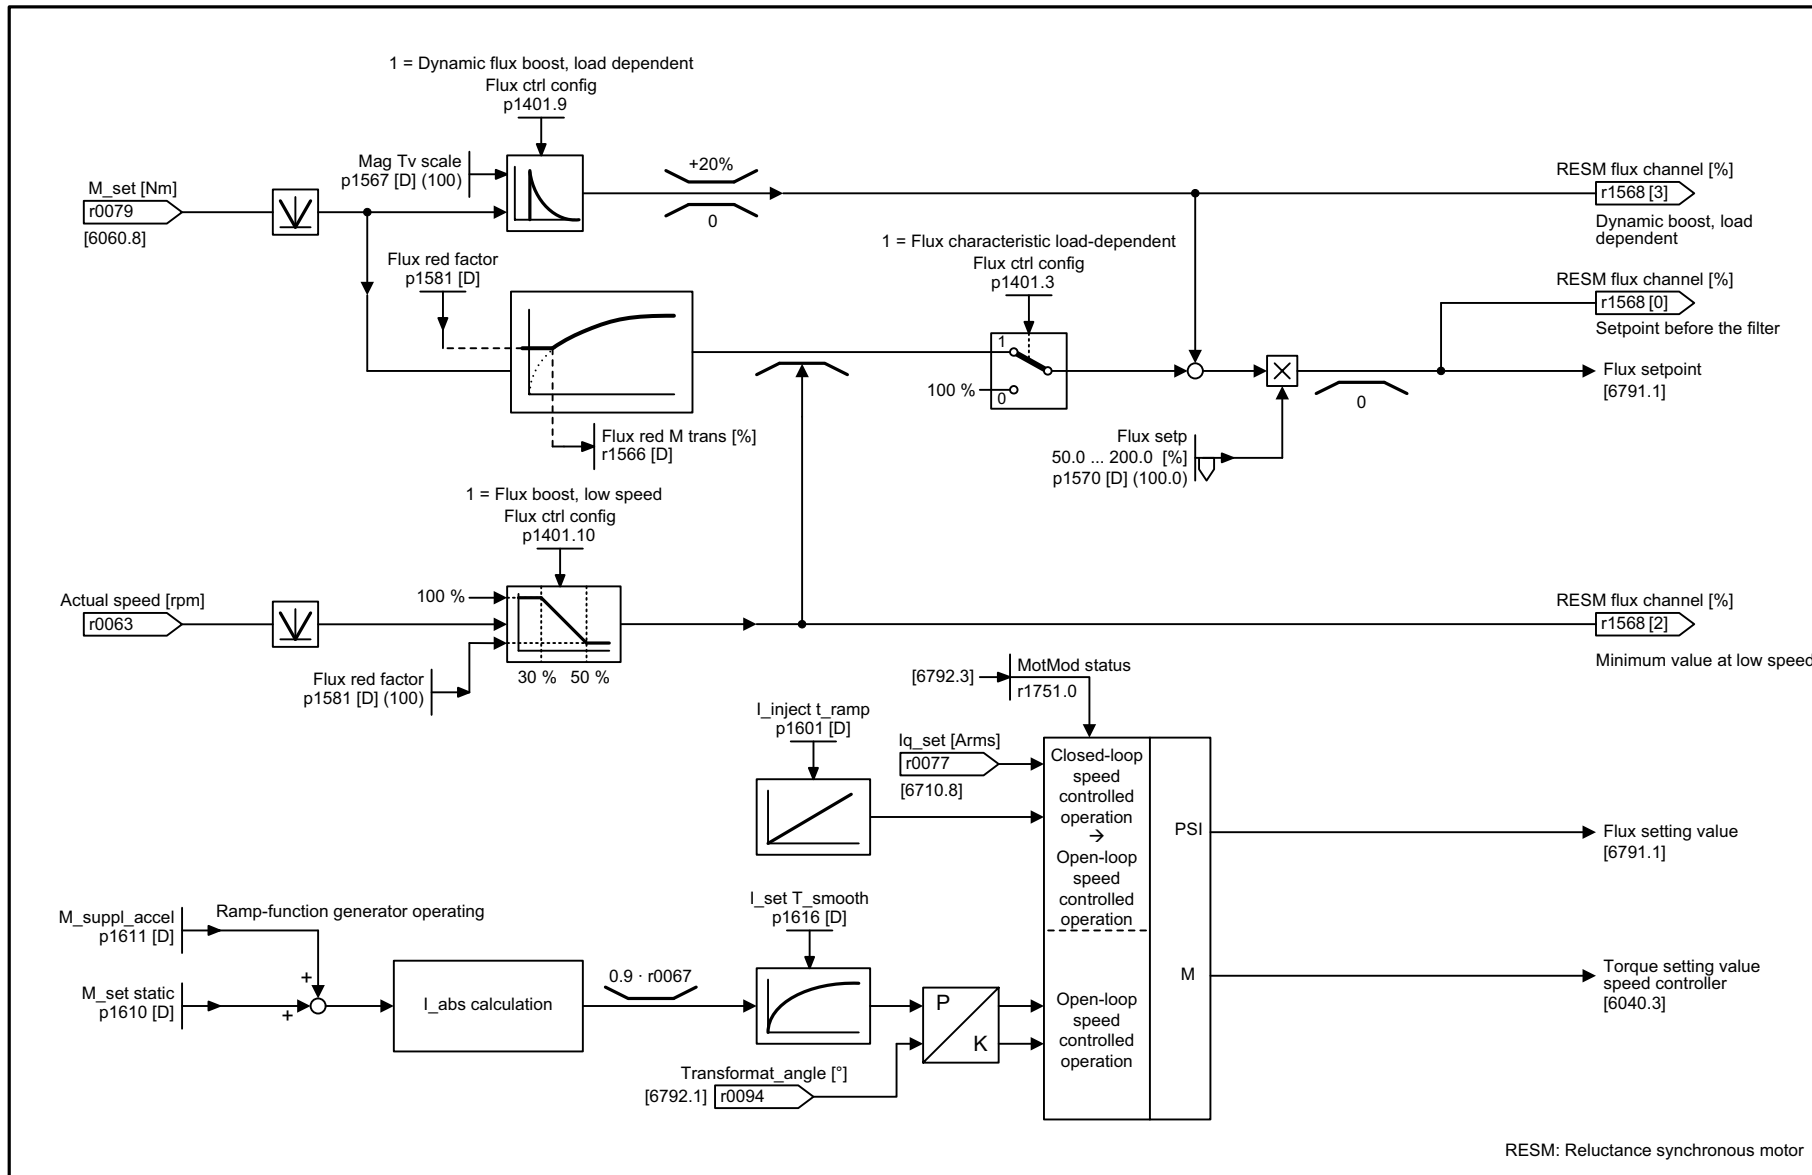 1 = Dynamic flux boost, load dependent
Flux ctrl config
p1401.9
Mag Tv scale
p1567 [D] (100)
+20%
0
M_set [Nm]
r0079
[6060.8]
RESM flux channel [%]
r1568 [3]
Dynamic boost, load
dependent
Flux red factor
p1581 [D]
1 = Flux characteristic load-dependent
Flux ctrl config
p1401.3
1
100 %
0
RESM flux channel [%]
r1568 [0]
Setpoint before the filter
Flux setpoint
[6791.1]
0
Flux red M trans [%]
r1566 [D]
Flux setp
50.0 ... 200.0 [%]
p1570 [D] (100.0)
1 = Flux boost, low speed
Flux ctrl config
p1401.10
100 %
Actual speed [rpm]
r0063
Flux red factor
p1581 [D] (100)
30 % 50 %
RESM flux channel [%]
r1568 [2]
Minimum value at low speed
[6792.3]
MotMod status
r1751.0
I_inject t_ramp
p1601 [D]
Iq_set [Arms]
r0077
[6710.8]
Closed-loop
speed
controlled
operation
→
Open-loop
speed
controlled
operation
PSI
Flux setting value
[6791.1]
M_suppl_accel
p1611 [D]
Ramp-function generator operating
+
M_set static
p1610 [D]
+
I_abs calculation
0.9 · r0067
I_set T_smooth
p1616 [D]
P
K
Transformat_angle [°]
[6792.1]
r0094
Open-loop
speed
controlled
operation
M
Torque setting value
speed controller
[6040.3]
RESM: Reluctance synchronous motor